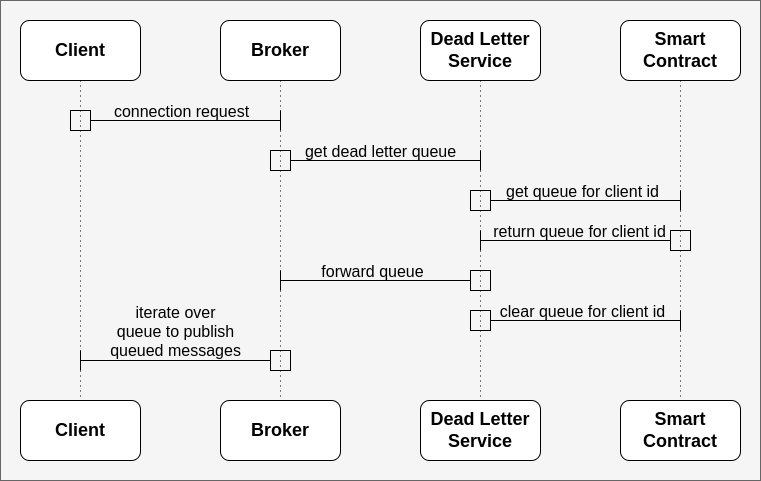 Client
Broker
Dead Letter
Service
Smart
Contract
connection request
get dead letter queue
get queue for client id
return queue for client id
forward queue
clear queue for client id
iterate over
queue to publish
queued messages
Client
Broker
Dead Letter
Service
Smart
Contract